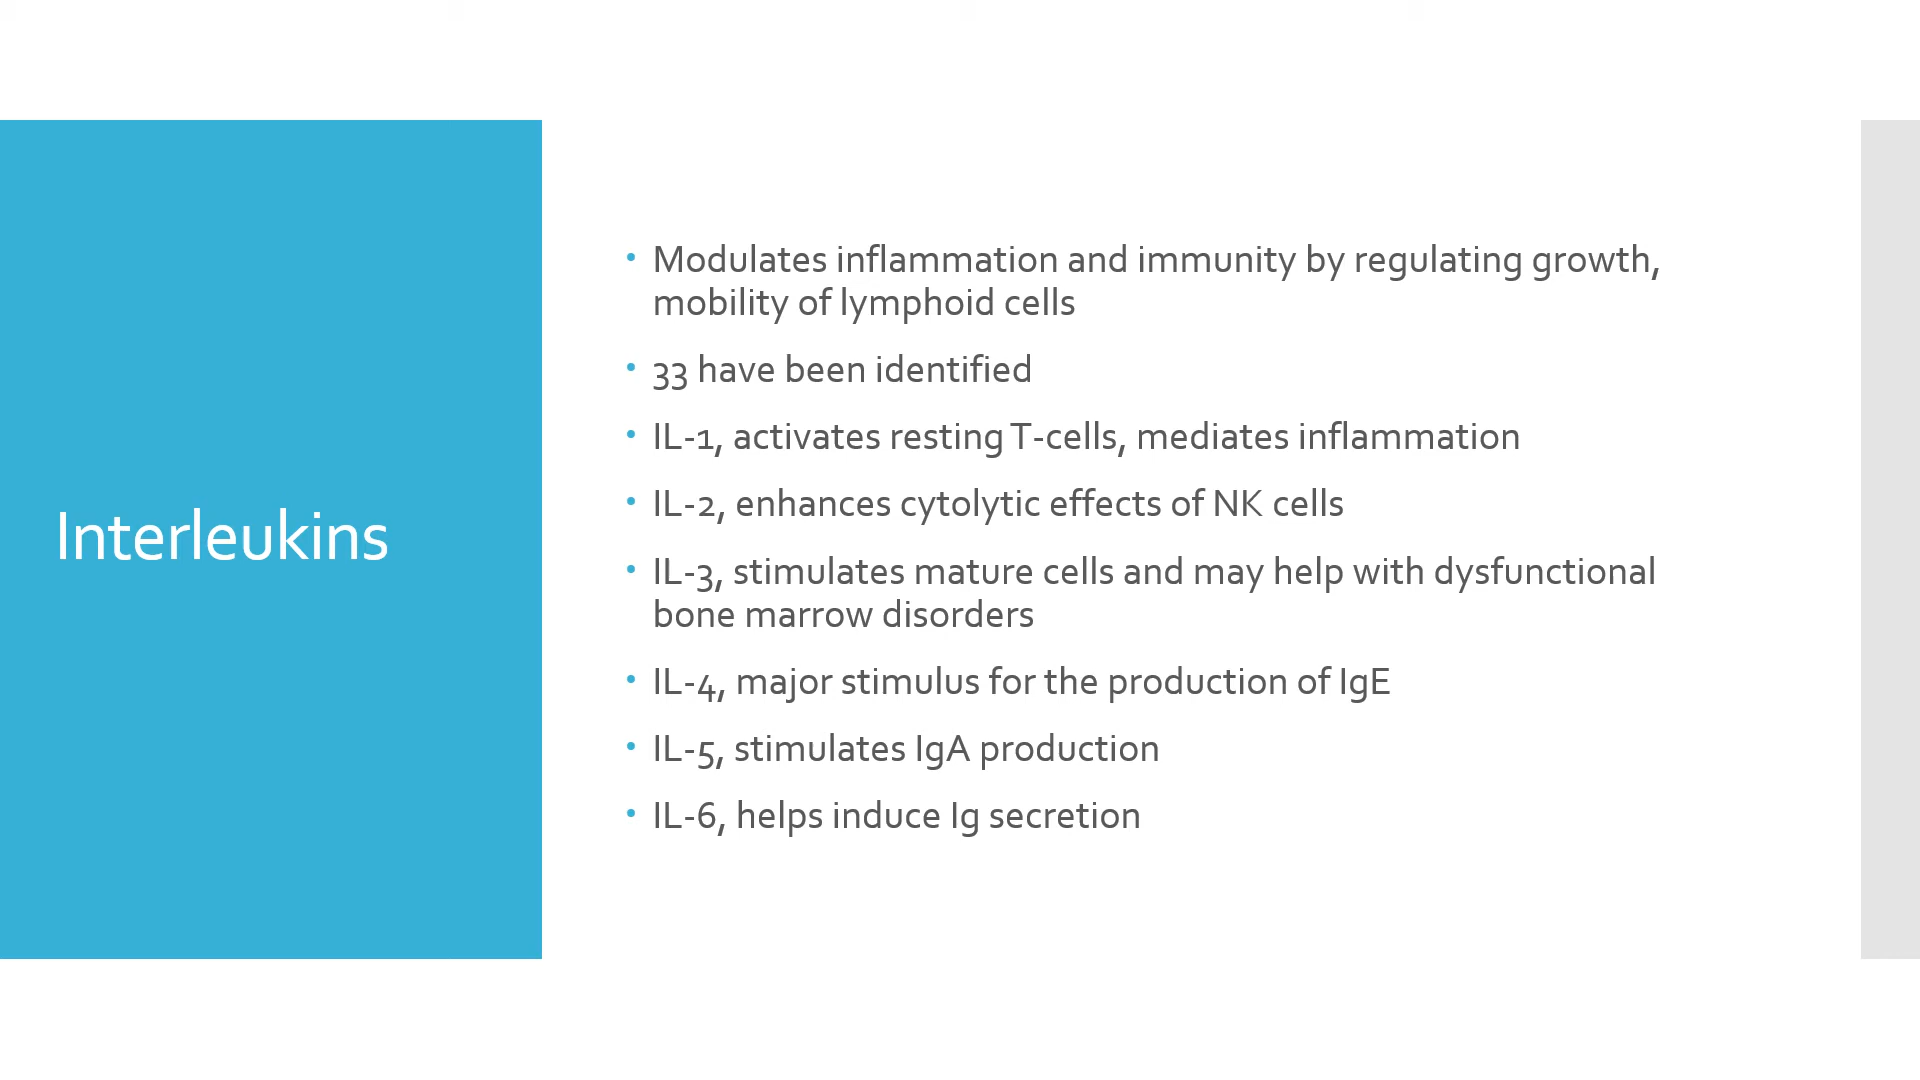 Interleukins
• Modulates inflammation and immunity by regulating growth,
mobility of lymphoid cells
• 33 have been identified
• IL-1, activates resting T-cells, mediates inflammation
• IL-2, enhances cytolytic effects of NK cells
• IL-3, stimulates mature cells and may help with dysfunctional
bone marrow disorders
• IL-4, major stimulus for the production of IgE
• IL-5, stimulates IgA production
• IL-6, helps induce Ig secretion